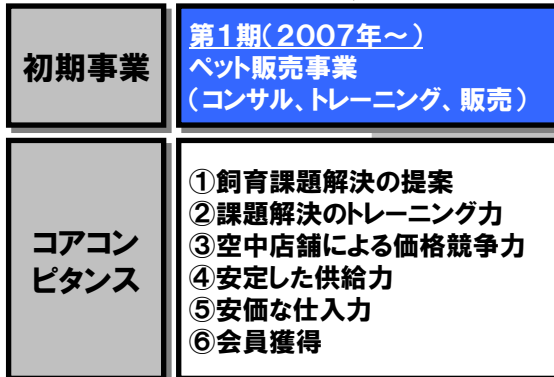 初期事業
第1期(2007年～)
ペット販売事業
(コンサル、トレーニング、販売)
コアコン
ピタンス
①飼育課題解決の提案
②課題解決のトレーニング力
③空中店舗による価格競争力
④安定した供給力
⑤安価な仕入力
⑥会員獲得